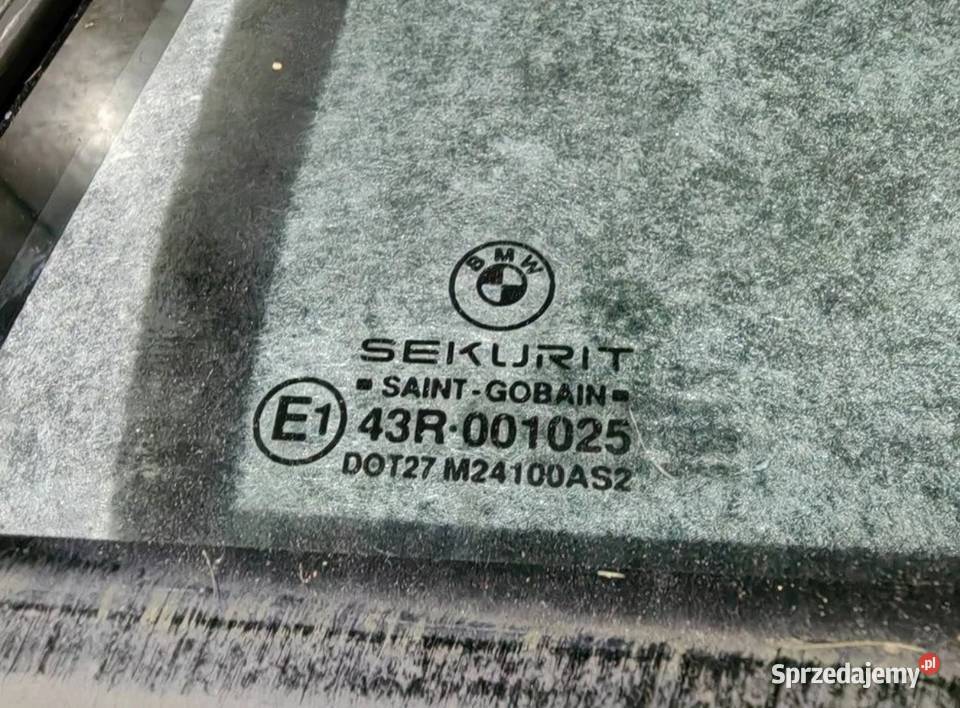 BMW
SEKURIT
SAINT-GOBAIN
E1 43R-001025
DOT27 M24100AS2
Sprzedajemy.pl